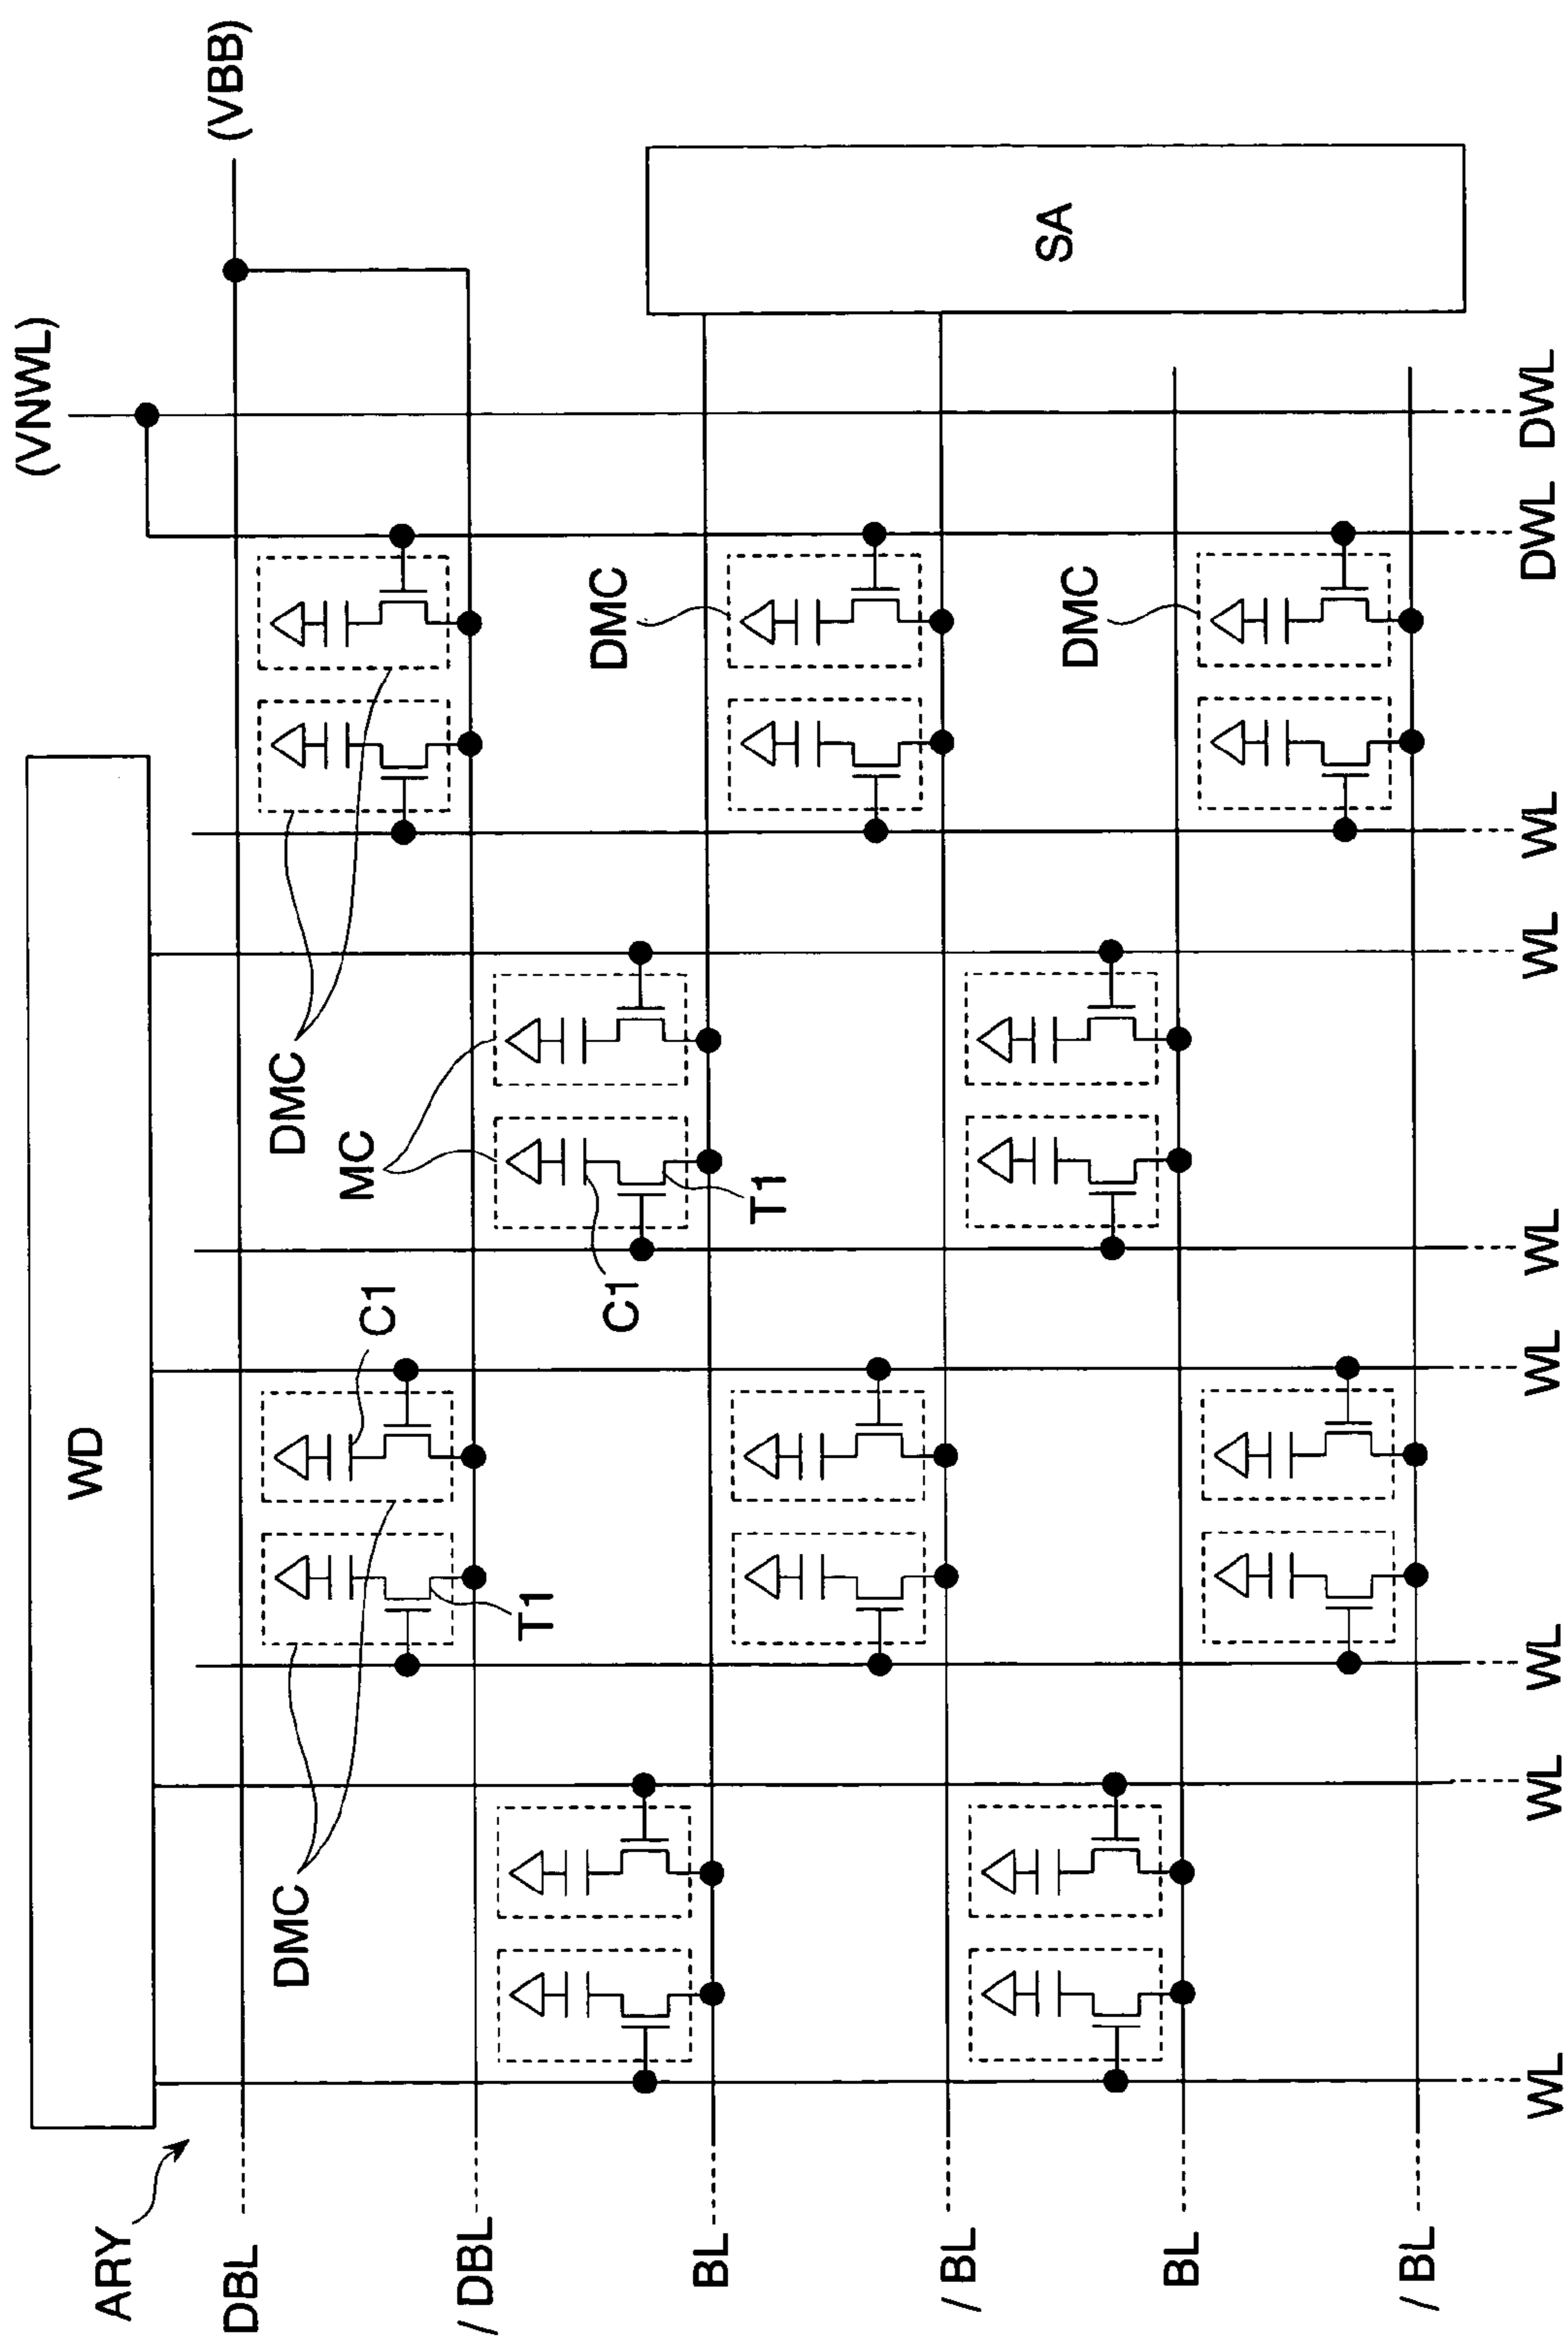 ARY
WD
(VNWL)
(VBB)
DBL
/ DBL
BL
/ BL
BL
/ BL
DMC
DMC
DMC
DMC
MC
C1
T1
C1
T1
SA
WL
WL
WL
WL
WL
WL
WL
DWL
DWL